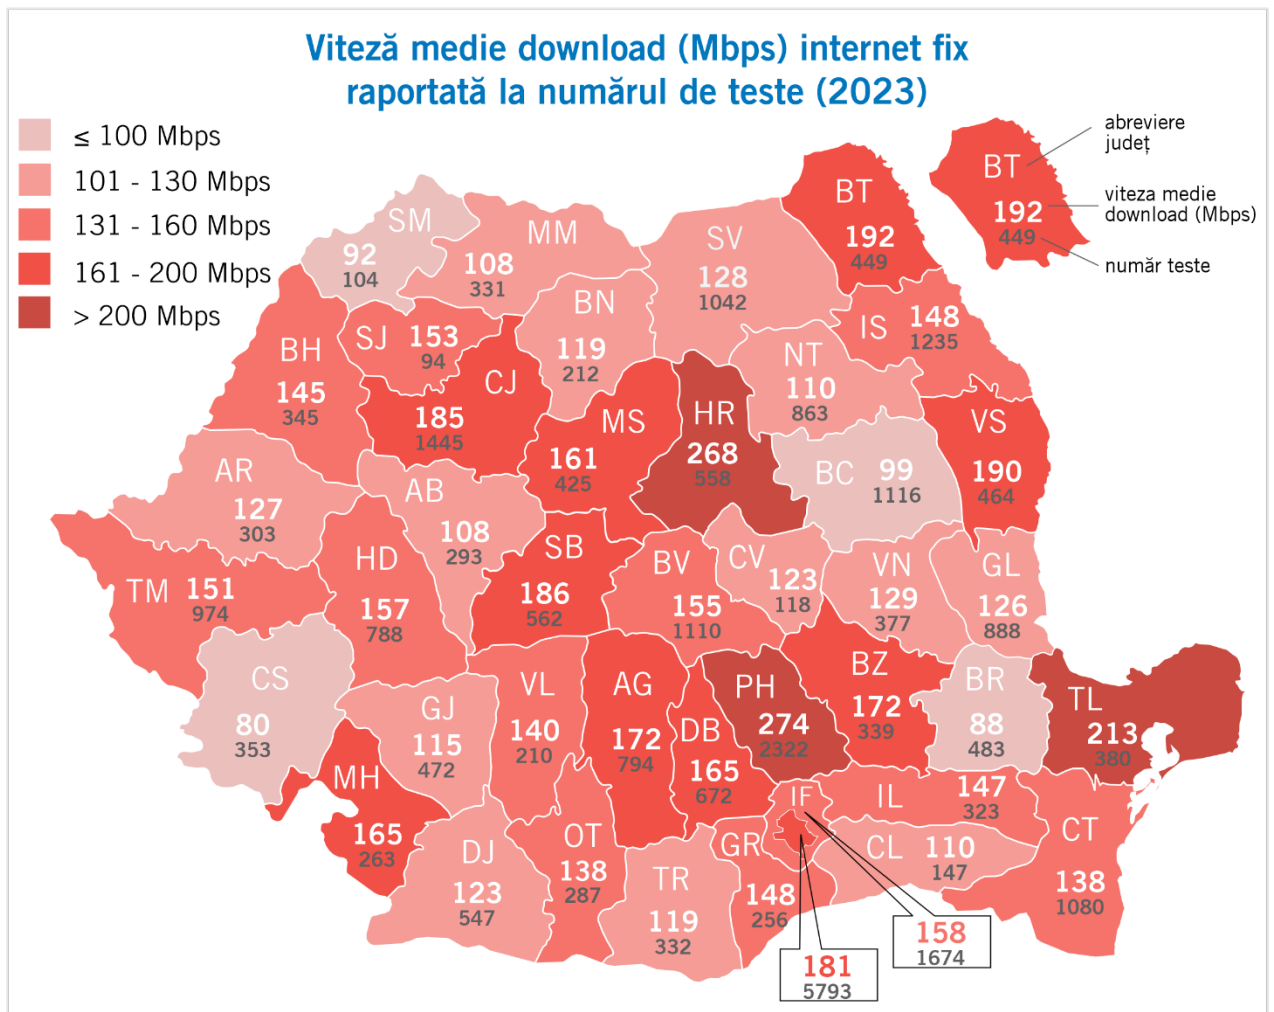 Viteză medie download (Mbps) internet fix
raportată la numărul de teste (2023)
≤ 100 Mbps
101 - 130 Mbps
131 - 160 Mbps
161 - 200 Mbps
> 200 Mbps
BT
192
449
abreviere
județ
viteza medie
download (Mbps)
număr teste
SM
92
104
MM
108
331
SV
128
1042
BT
192
449
BH
145
345
SJ
153
94
BN
119
212
CJ
185
1445
NT
110
863
IS
148
1235
MS
161
425
HR
268
558
BC
99
1116
VS
190
464
AR
127
303
AB
108
293
TM
151
974
HD
157
788
SB
186
562
BV
155
1110
CV
123
118
VN
129
377
GL
126
888
CS
80
353
GJ
115
472
VL
140
210
AG
172
794
DB
165
672
PH
274
2322
BZ
172
339
BR
88
483
TL
213
380
MH
165
263
DJ
123
547
OT
138
287
TR
119
332
GR
148
256
IF
158
1674
181
5793
IL
147
323
CL
110
147
CT
138
1080